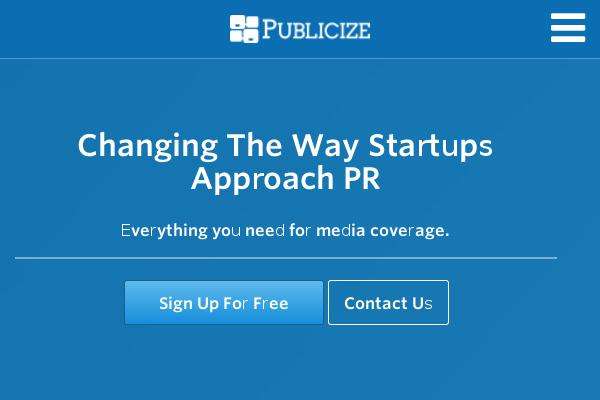 PUBLICIZE
Changing The Way Startups
Approach PR
Everything you need for media coverage.
Sign Up For Free
Contact Us